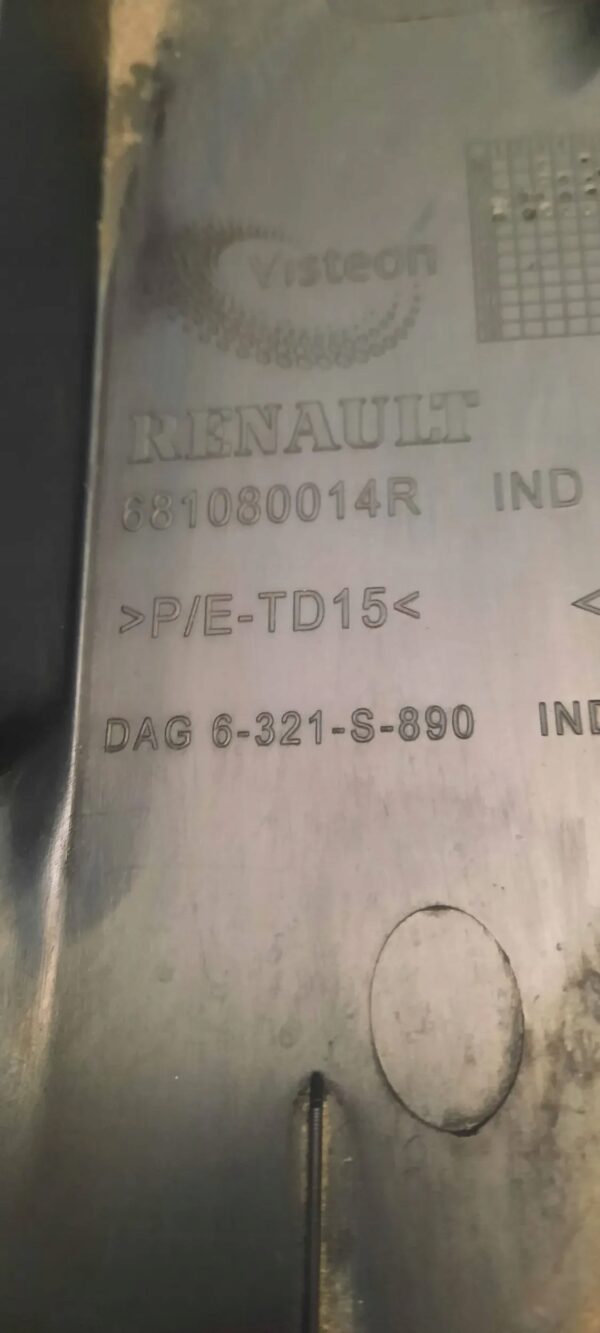 Visteon
RENAULT
681080014R IND
>P/E-TD15< <
DAG 6-321-S-890 IND